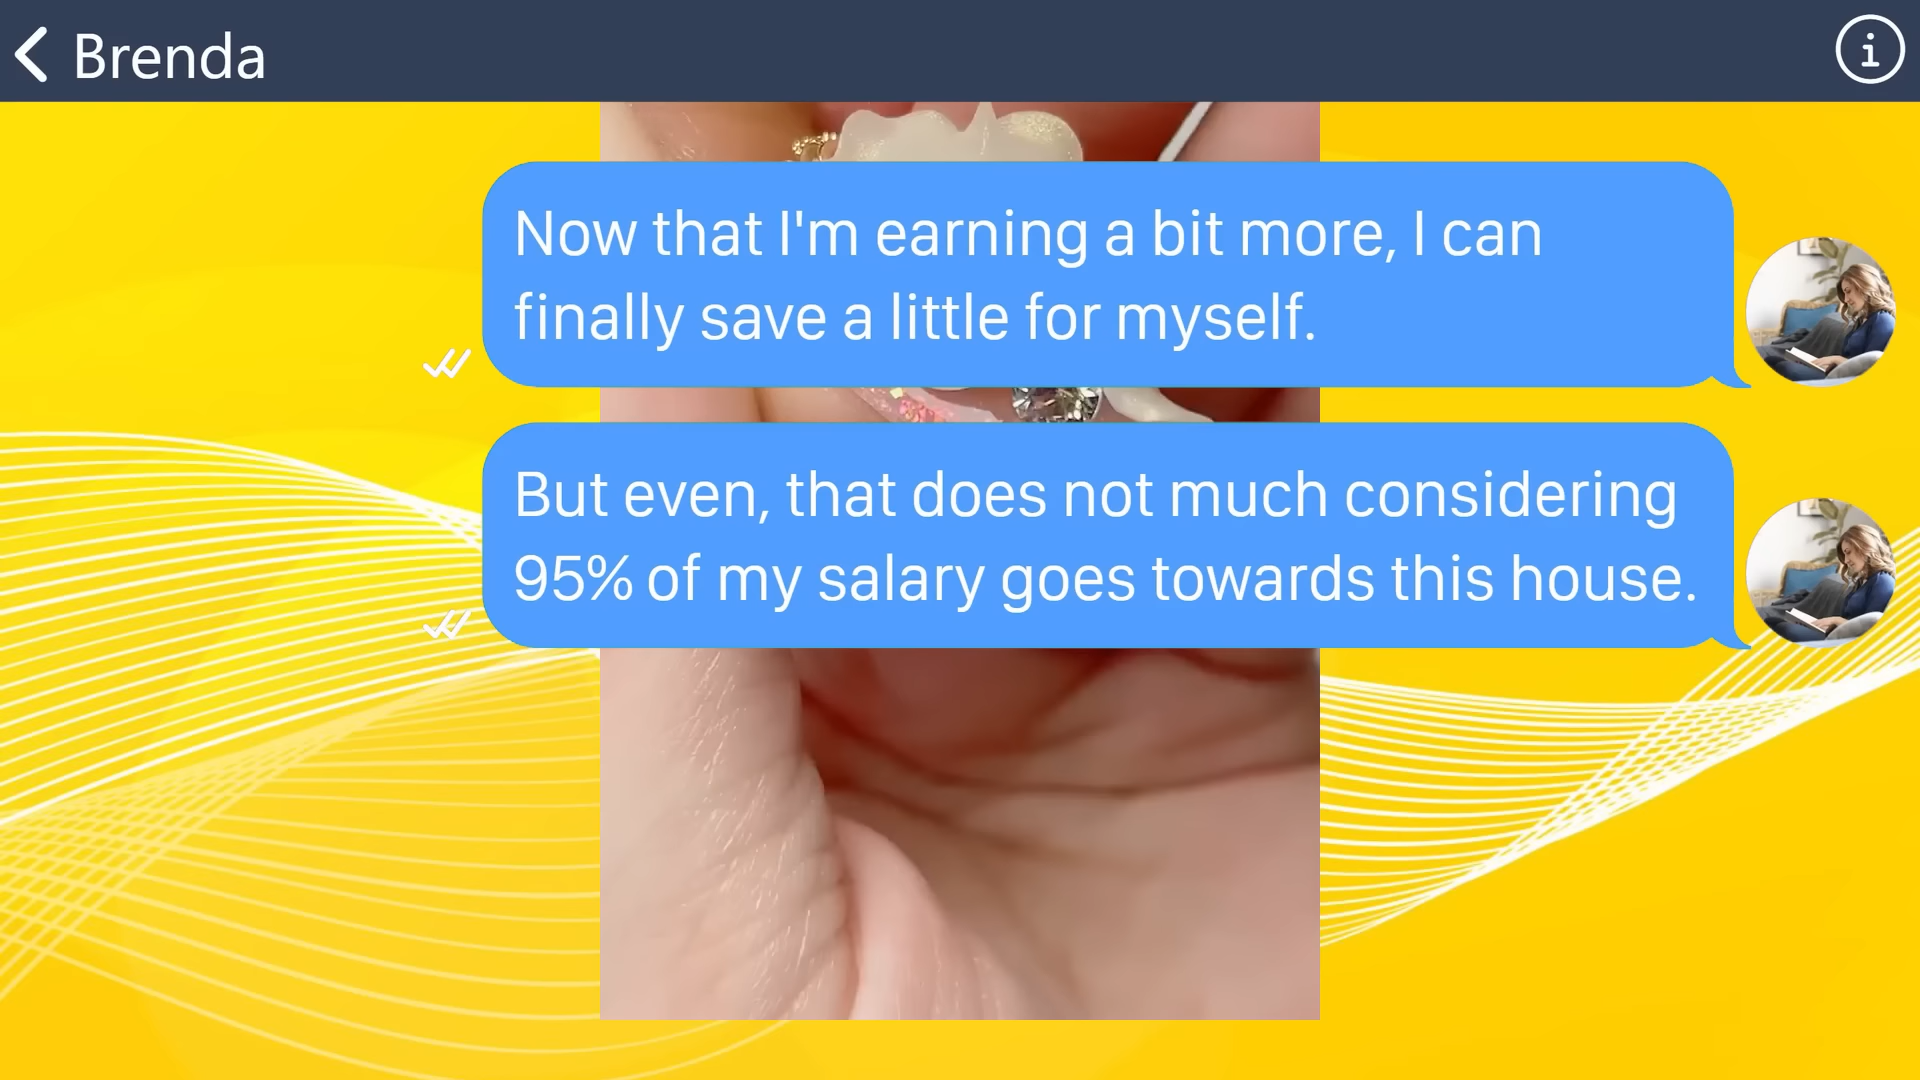 Brenda
Now that I'm earning a bit more, I can
finally save a little for myself.
But even, that does not much considering
95% of my salary goes towards this house.